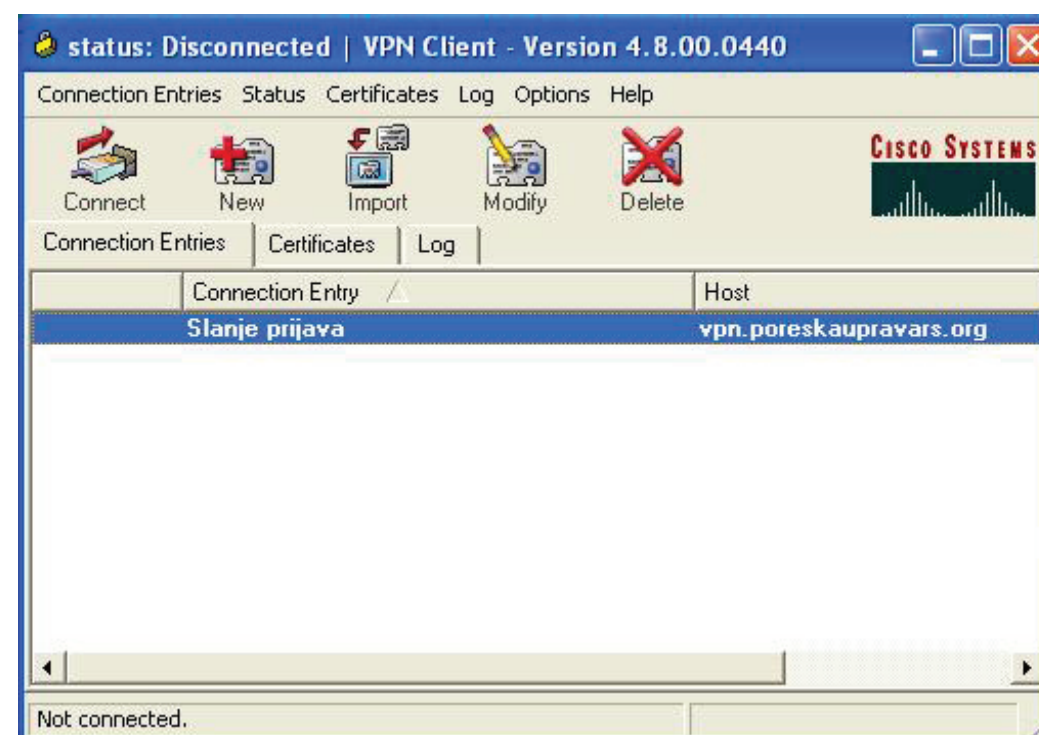 status: Disconnected | VPN Client - Version 4.8.00.0440
Connection Entries Status Certificates Log Options Help
Connect New Import Modify Delete
CISCO SYSTEMS
Connection Entries Certificates Log
Connection Entry Host
Slanje prijava vpn.poreskaupravars.org
Not connected.